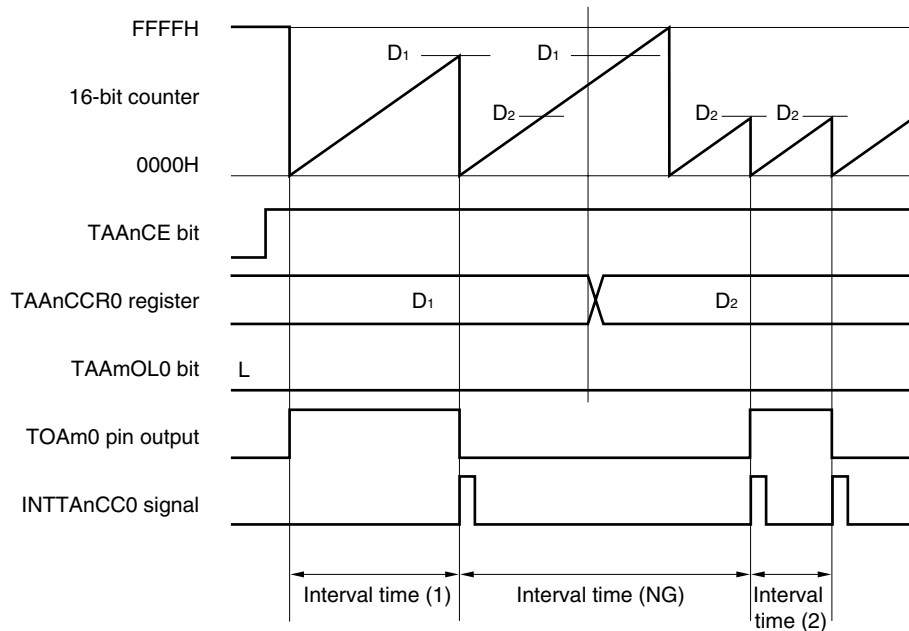 FFFFH
16-bit counter
0000H
D1
D2
D1
D2
D2
TAAnCE bit
TAAnCCR0 register
D1
D2
TAAmOL0 bit
L
TOAm0 pin output
INTTAnCC0 signal
Interval time (1)
Interval time (NG)
Interval
time (2)